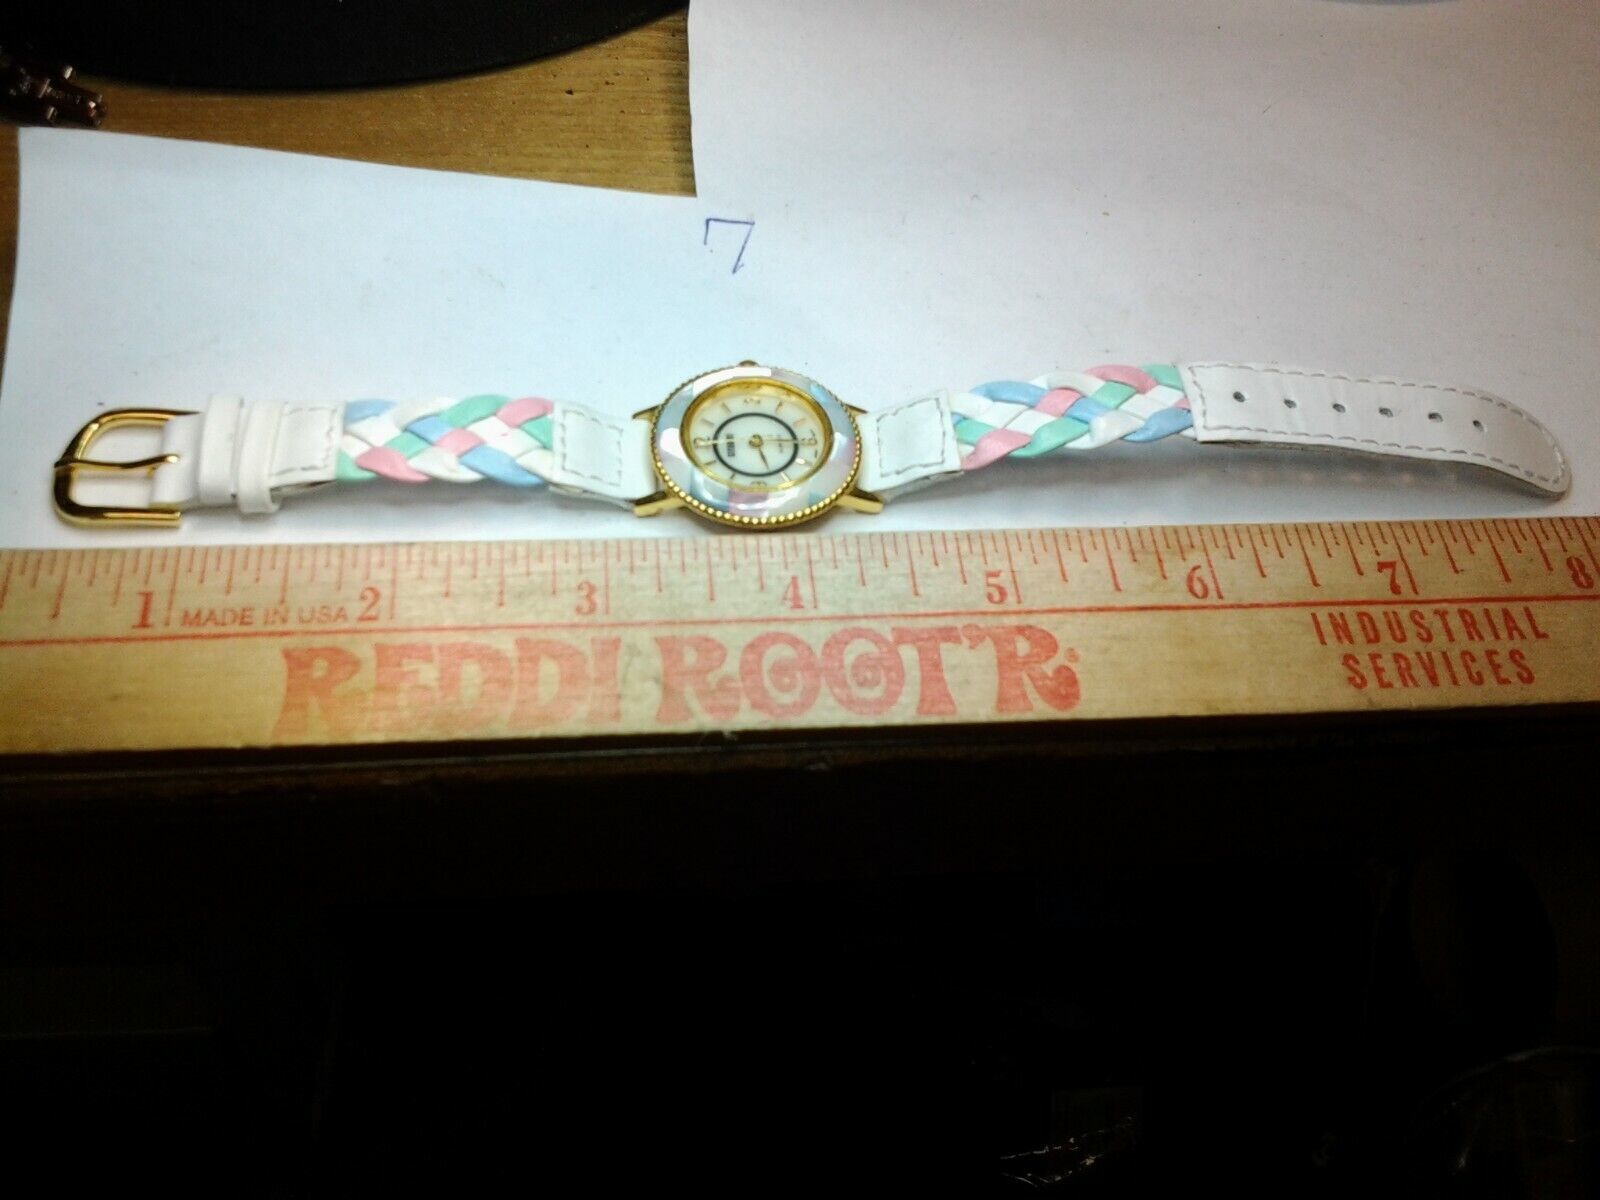 7
1 2 3 4 5 6 7 8
MADE IN USA
REDDI ROOT'R
INDUSTRIAL
SERVICES